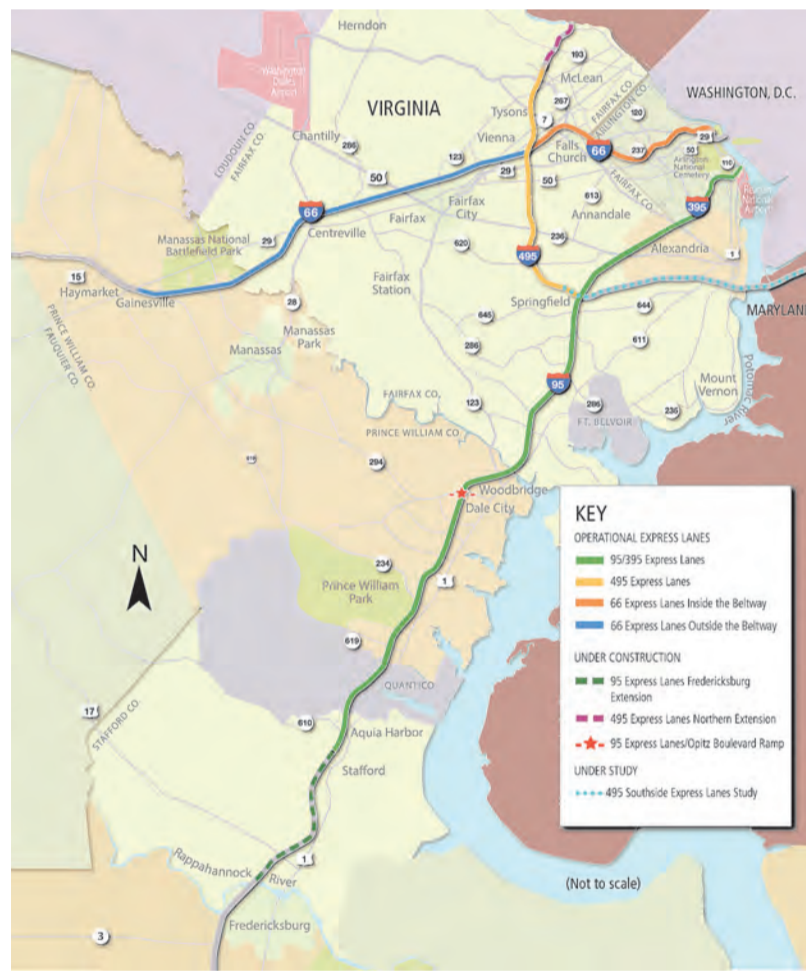 Herndon
193
McLean
Washington
Dulles
Airport
WASHINGTON, D.C.
Tysons
267
FAIRFAX CO.
ARLINGTON CO.
120
VIRGINIA
7
LOUDOUN CO.
FAIRFAX CO.
Chantilly
286
Vienna
Falls
Church
66
237
29
50
Arlington
National
Cemetery
110
123
50
29
50
FAIRFAX CO.
Reagan
National
Airport
66
Fairfax
City
613
395
Centreville
Fairfax
Annandale
Manassas National
Battlefield Park
29
620
236
495
Alexandria
1
15
Haymarket
Gainesville
Fairfax
Station
28
Springfield
MARYLAND
PRINCE WILLIAM CO.
FAUQUIER CO.
Manassas
Park
645
644
Manassas
286
611
95
Mount
Vernon
Potomac River
FAIRFAX CO.
123
286
235
FT. BELVOIR
PRINCE WILLIAM CO.
294
Woodbridge
Dale City
N
234
1
Prince William
Park
619
QUANTICO
17
STAFFORD CO.
610
Aquia Harbor
Stafford
1
Rappahannock
River
Fredericksburg
3
(Not to scale)
KEY
OPERATIONAL EXPRESS LANES
95/395 Express Lanes
495 Express Lanes
66 Express Lanes Inside the Beltway
66 Express Lanes Outside the Beltway
UNDER CONSTRUCTION
95 Express Lanes Fredericksburg
Extension
495 Express Lanes Northern Extension
95 Express Lanes/Opitz Boulevard Ramp
UNDER STUDY
495 Southside Express Lanes Study